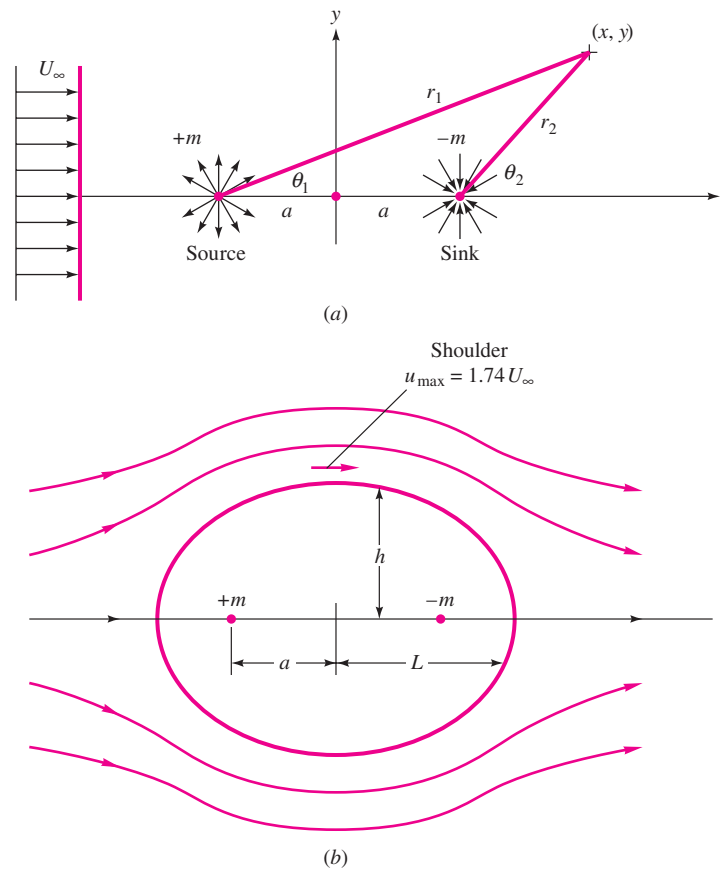 y
(x, y)
U∞
r1
+m
−m
r2
θ1
θ2
a
a
Source
Sink
(a)
Shoulder
umax = 1.74 U∞
h
+m
−m
a
L
(b)